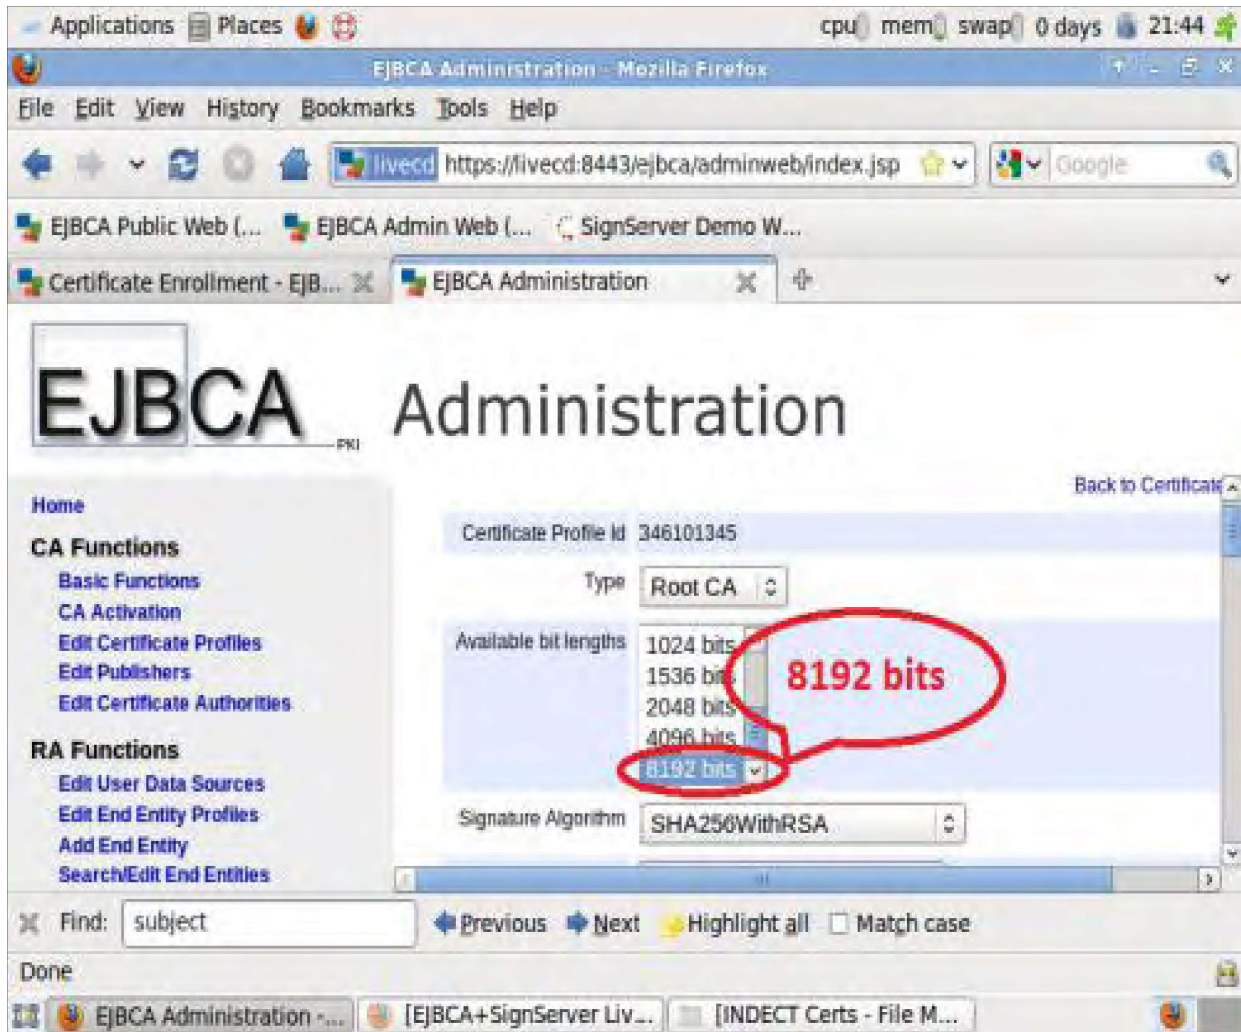 Applications Places cpu mem swap 0 days 21:44
EJBCA Administration - Mozilla Firefox
File Edit View History Bookmarks Tools Help
livecd https://livecd:8443/ejbca/adminweb/index.jsp Google
EJBCA Public Web (... EJBCA Admin Web (... SignServer Demo W...
Certificate Enrollment - EJB... EJBCA Administration
EJBCA PKI Administration
Back to Certificate
Home
CA Functions
Basic Functions
CA Activation
Edit Certificate Profiles
Edit Publishers
Edit Certificate Authorities
RA Functions
Edit User Data Sources
Edit End Entity Profiles
Add End Entity
Search/Edit End Entities
Certificate Profile Id 346101345
Type Root CA
Available bit lengths 1024 bits
1536 bits
2048 bits
4096 bits
8192 bits
8192 bits
Signature Algorithm SHA256WithRSA
Find: subject Previous Next Highlight all Match case
Done
EJBCA Administration -... [EJBCA+SignServer Liv... [INDECT Certs - File M...